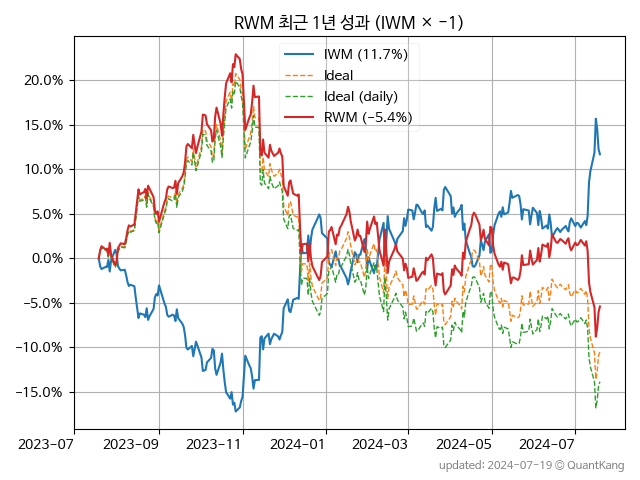 RWM 최근 1년 성과 (IWM × −1)
IWM (11.7%)
Ideal
Ideal (daily)
RWM (−5.4%)
20.0%
15.0%
10.0%
5.0%
0.0%
−5.0%
−10.0%
−15.0%
2023-07
2023-09
2023-11
2024-01
2024-03
2024-05
2024-07
updated: 2024-07-19 © QuantKang